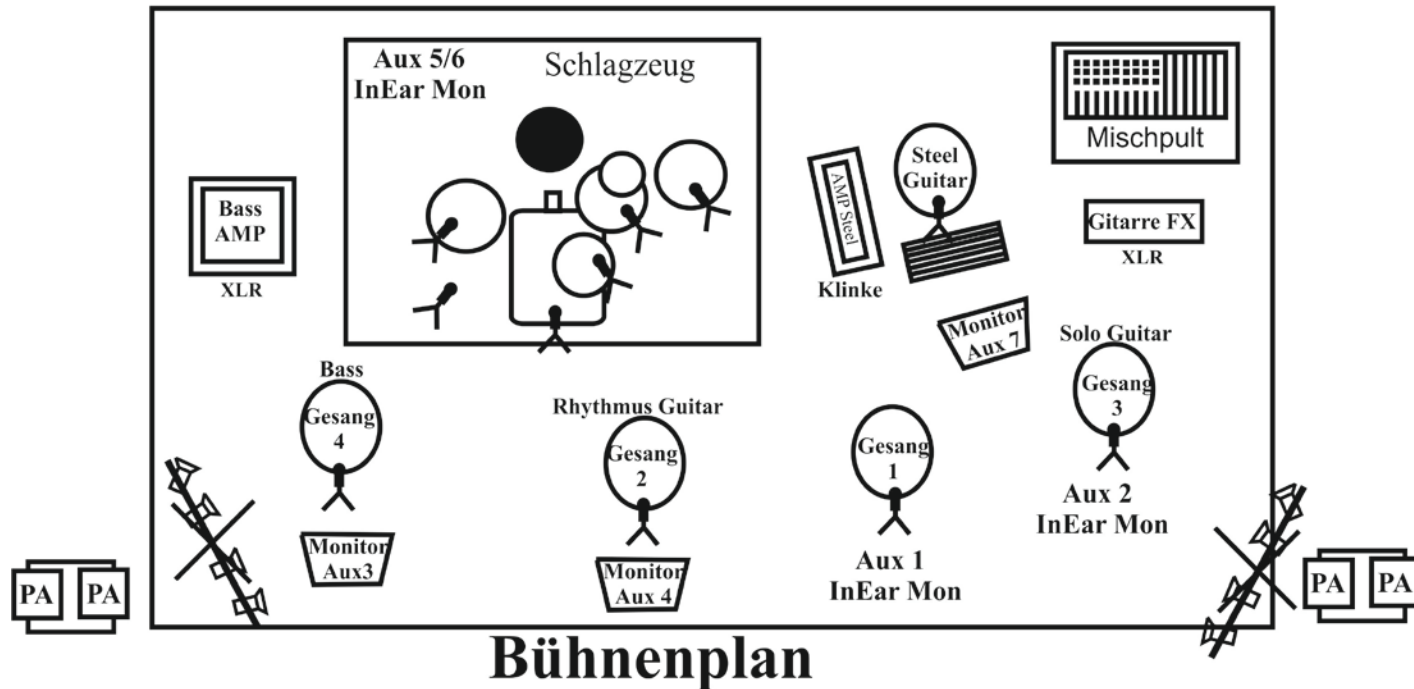 Aux 5/6
InEar Mon
Schlagzeug
Mischpult
Steel
Guitar
AMP Steel
Klinke
Bass
AMP
XLR
Gitarre FX
XLR
Monitor
Aux 7
Solo Guitar
Gesang
3
Bass
Gesang
4
Rhythmus Guitar
Gesang
2
Gesang
1
Aux 2
InEar Mon
Monitor
Aux3
Monitor
Aux 4
Aux 1
InEar Mon
PA PA
PA PA
Bühnenplan